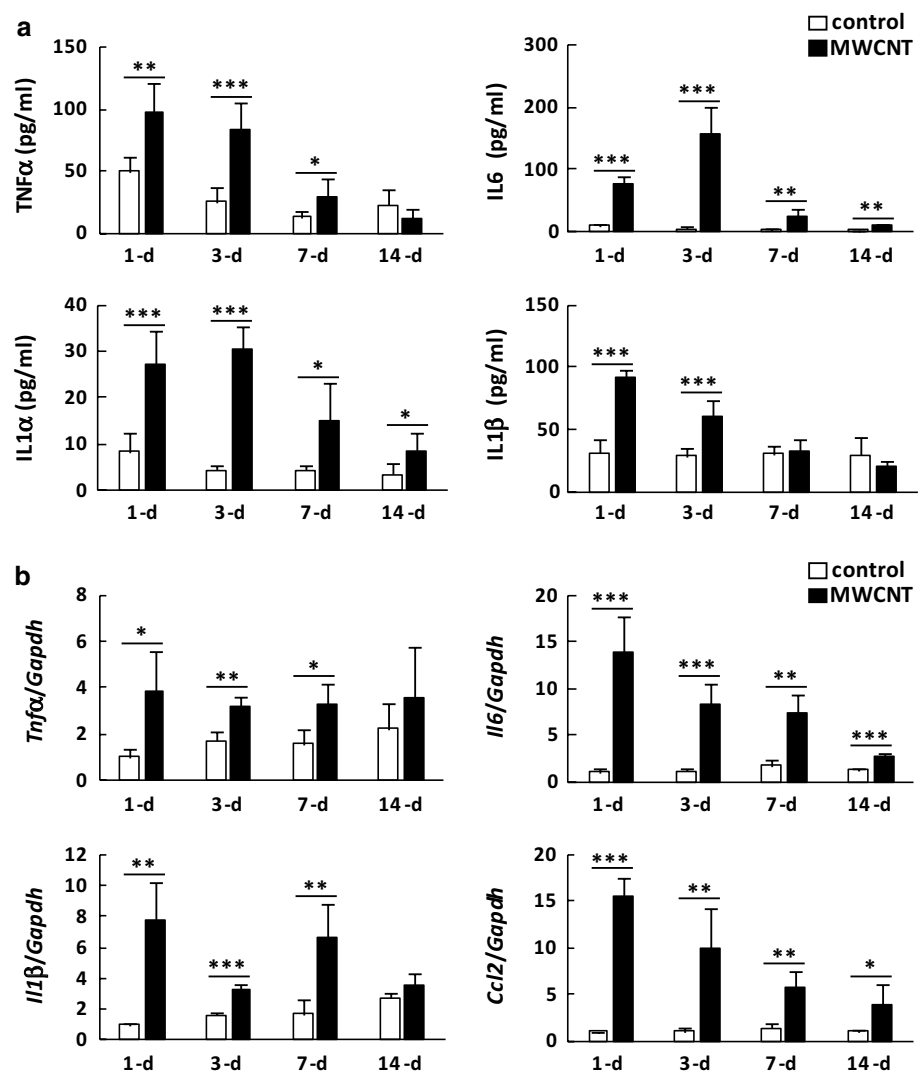 a
control
MWCNT
TNFα (pg/ml)
150
100
50
0
** *** *
1-d 3-d 7-d 14-d
IL6 (pg/ml)
300
200
100
0
*** *** ** **
1-d 3-d 7-d 14-d
IL1α (pg/ml)
40
30
20
10
0
*** *** * *
1-d 3-d 7-d 14-d
IL1β (pg/ml)
150
100
50
0
*** ***
1-d 3-d 7-d 14-d
b
control
MWCNT
Tnfα/Gapdh
8
6
4
2
0
* ** *
1-d 3-d 7-d 14-d
Il6/Gapdh
20
15
10
5
0
*** *** ** ***
1-d 3-d 7-d 14-d
Il1β/Gapdh
12
10
8
6
4
2
0
** *** **
1-d 3-d 7-d 14-d
Ccl2/Gapdh
20
15
10
5
0
*** ** ** *
1-d 3-d 7-d 14-d